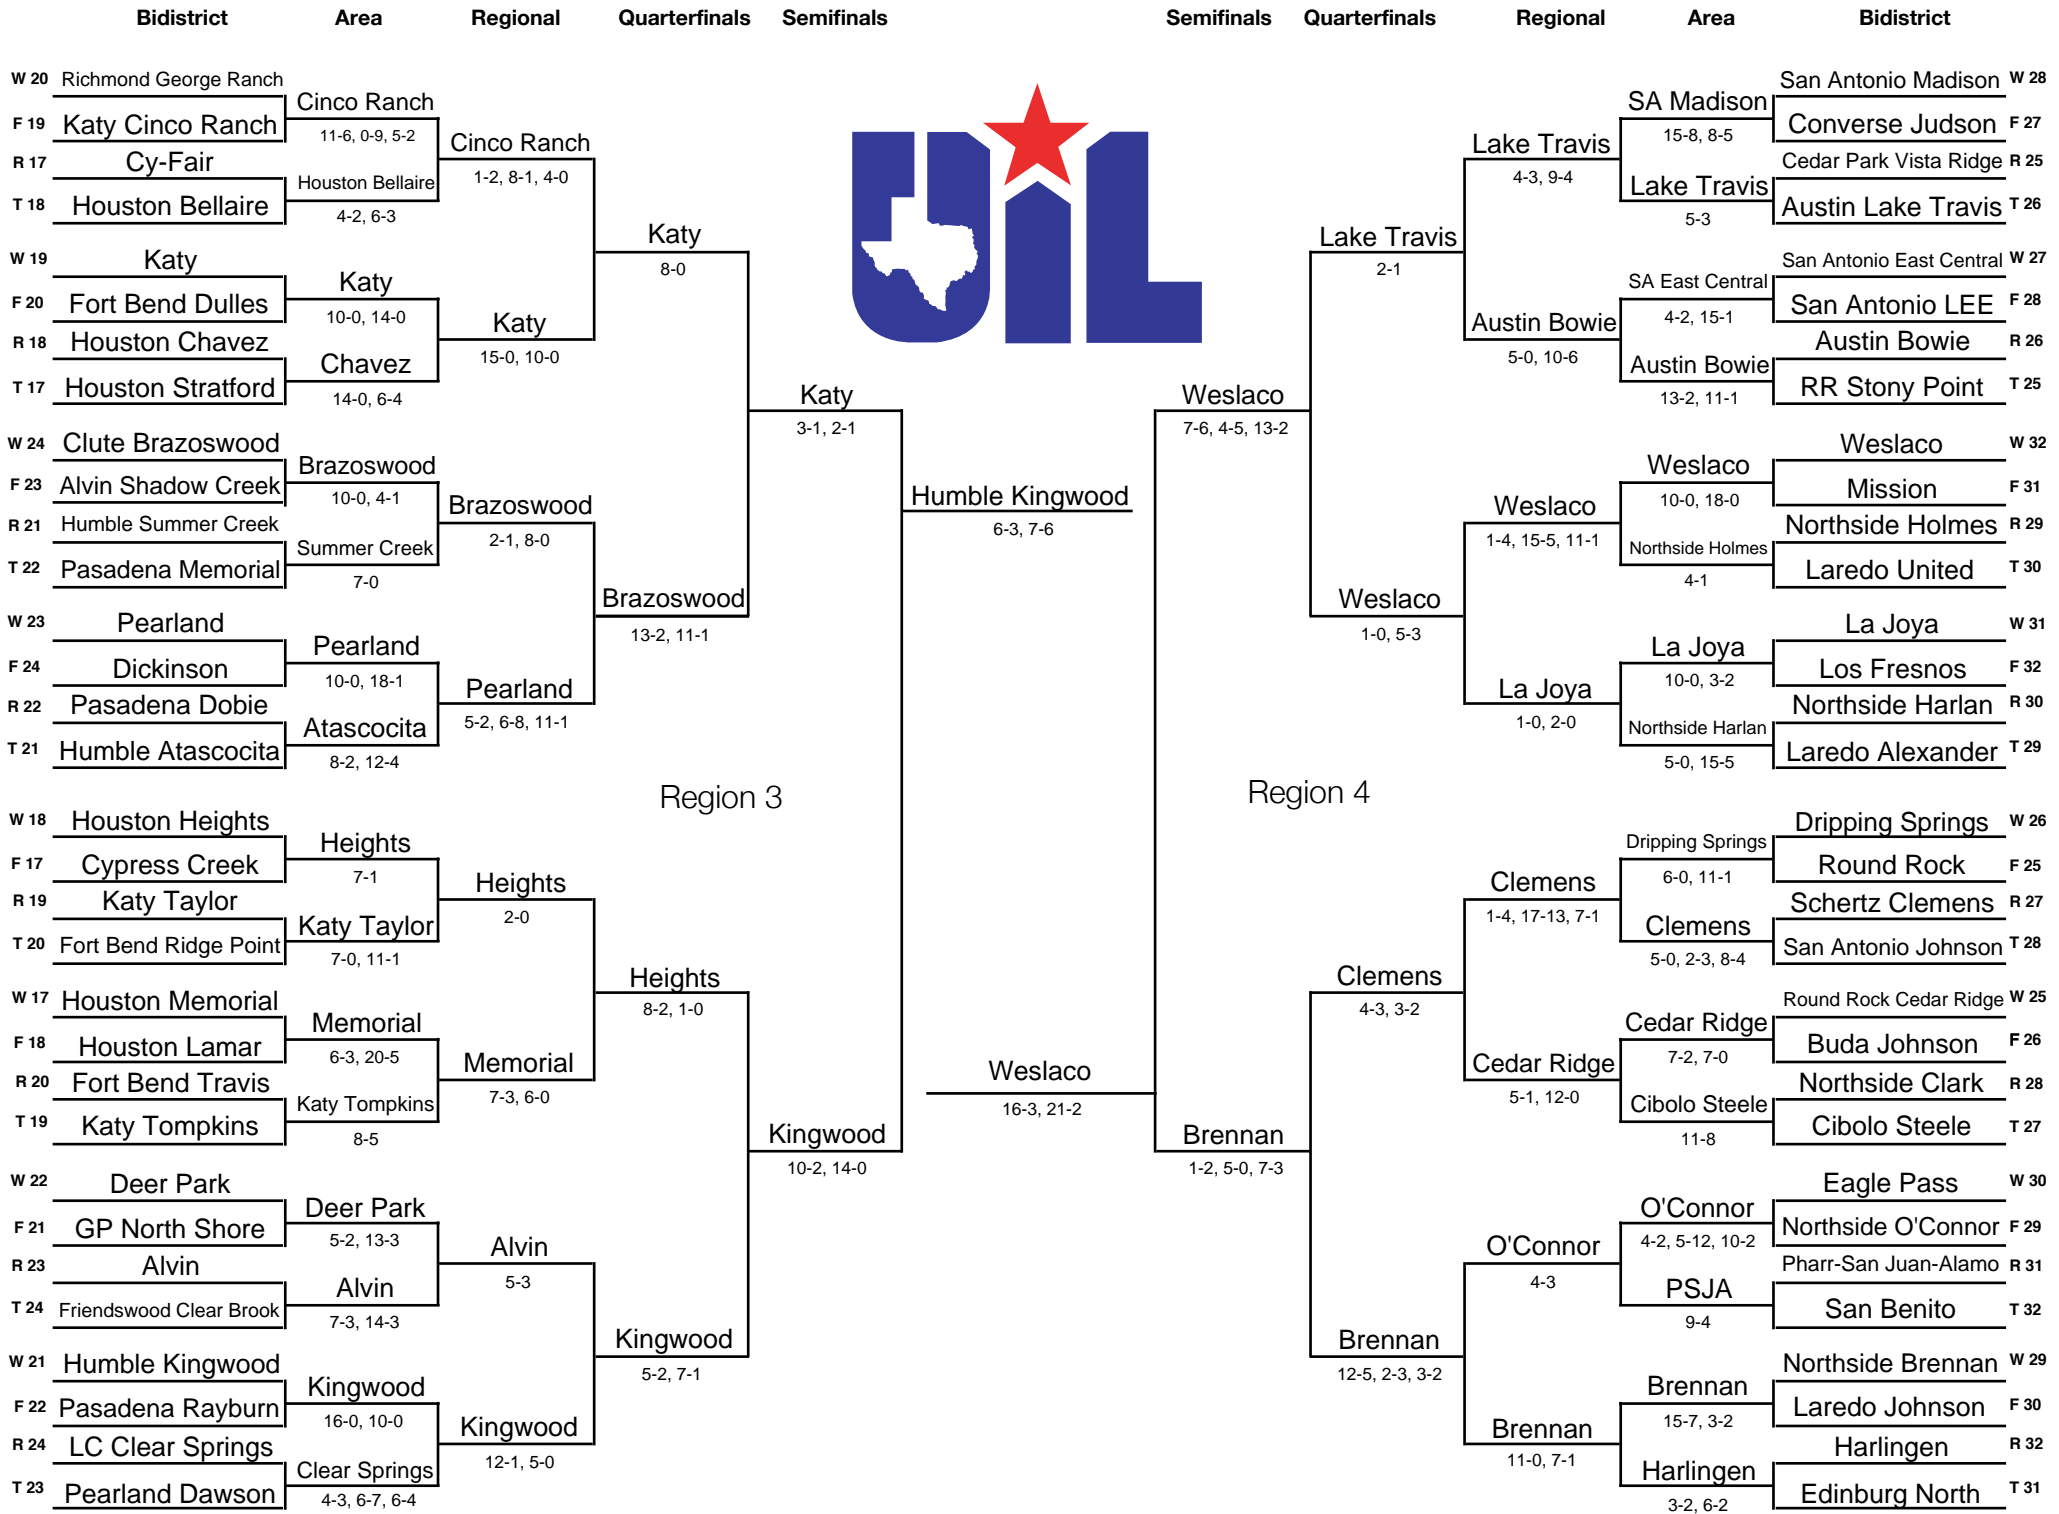 Bidistrict Area Regional Quarterfinals Semifinals Semifinals Quarterfinals Regional Area Bidistrict
W 20 Richmond George Ranch
Cinco Ranch
F 19 Katy Cinco Ranch
11-6, 0-9, 5-2
Cinco Ranch
R 17 Cy-Fair
1-2, 8-1, 4-0
Houston Bellaire
T 18 Houston Bellaire
4-2, 6-3
Katy
8-0
W 19 Katy
Katy
F 20 Fort Bend Dulles
10-0, 14-0
Katy
R 18 Houston Chavez
15-0, 10-0
Chavez
T 17 Houston Stratford
14-0, 6-4
Katy
3-1, 2-1
W 24 Clute Brazoswood
Brazoswood
F 23 Alvin Shadow Creek
10-0, 4-1
Brazoswood
R 21 Humble Summer Creek
2-1, 8-0
Summer Creek
T 22 Pasadena Memorial
7-0
Brazoswood
13-2, 11-1
W 23 Pearland
Pearland
F 24 Dickinson
10-0, 18-1
Pearland
R 22 Pasadena Dobie
5-2, 6-8, 11-1
Atascocita
T 21 Humble Atascocita
8-2, 12-4
Humble Kingwood
6-3, 7-6
Region 3
W 18 Houston Heights
Heights
F 17 Cypress Creek
7-1
Heights
R 19 Katy Taylor
2-0
Katy Taylor
T 20 Fort Bend Ridge Point
7-0, 11-1
Heights
8-2, 1-0
W 17 Houston Memorial
Memorial
F 18 Houston Lamar
6-3, 20-5
Memorial
R 20 Fort Bend Travis
7-3, 6-0
Katy Tompkins
T 19 Katy Tompkins
8-5
Kingwood
10-2, 14-0
W 22 Deer Park
Deer Park
F 21 GP North Shore
5-2, 13-3
Alvin
R 23 Alvin
5-3
Alvin
T 24 Friendswood Clear Brook
7-3, 14-3
Kingwood
5-2, 7-1
W 21 Humble Kingwood
Kingwood
F 22 Pasadena Rayburn
16-0, 10-0
Kingwood
R 24 LC Clear Springs
12-1, 5-0
Clear Springs
T 23 Pearland Dawson
4-3, 6-7, 6-4
UIL
San Antonio Madison W 28
SA Madison
Converse Judson F 27
15-8, 8-5
Lake Travis
Cedar Park Vista Ridge R 25
4-3, 9-4
Lake Travis
Austin Lake Travis T 26
5-3
Lake Travis
2-1
San Antonio East Central W 27
SA East Central
San Antonio LEE F 28
4-2, 15-1
Austin Bowie
Austin Bowie R 26
5-0, 10-6
Austin Bowie
RR Stony Point T 25
13-2, 11-1
Weslaco
7-6, 4-5, 13-2
Weslaco W 32
Weslaco
Mission F 31
10-0, 18-0
Weslaco
Northside Holmes R 29
1-4, 15-5, 11-1
Northside Holmes
Laredo United T 30
4-1
Weslaco
1-0, 5-3
La Joya W 31
La Joya
Los Fresnos F 32
10-0, 3-2
La Joya
Northside Harlan R 30
1-0, 2-0
Northside Harlan
Laredo Alexander T 29
5-0, 15-5
Region 4
Weslaco
16-3, 21-2
Dripping Springs W 26
Dripping Springs
Round Rock F 25
6-0, 11-1
Clemens
Schertz Clemens R 27
1-4, 17-13, 7-1
Clemens
San Antonio Johnson T 28
5-0, 2-3, 8-4
Clemens
4-3, 3-2
Round Rock Cedar Ridge W 25
Cedar Ridge
Buda Johnson F 26
7-2, 7-0
Cedar Ridge
Northside Clark R 28
5-1, 12-0
Cibolo Steele
Cibolo Steele T 27
11-8
Brennan
1-2, 5-0, 7-3
Eagle Pass W 30
O'Connor
Northside O'Connor F 29
4-2, 5-12, 10-2
O'Connor
Pharr-San Juan-Alamo R 31
4-3
PSJA
San Benito T 32
9-4
Brennan
12-5, 2-3, 3-2
Northside Brennan W 29
Brennan
Laredo Johnson F 30
15-7, 3-2
Brennan
Harlingen R 32
11-0, 7-1
Harlingen
Edinburg North T 31
3-2, 6-2